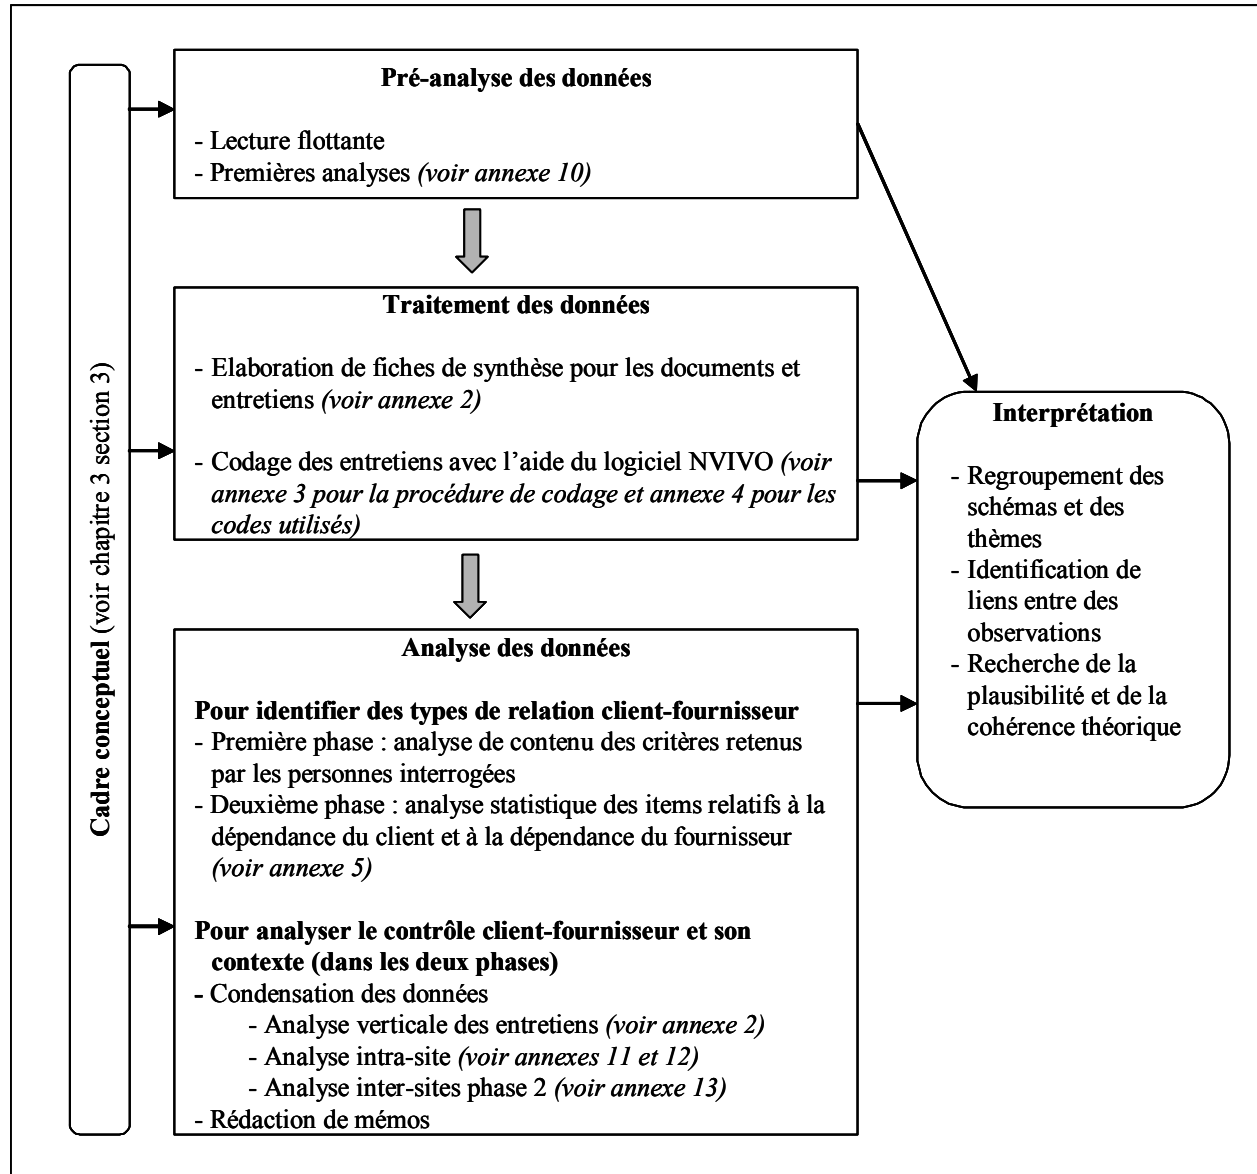 Cadre conceptuel (voir chapitre 3 section 3)
Pré-analyse des données
- Lecture flottante
- Premières analyses (voir annexe 10)
Traitement des données
- Elaboration de fiches de synthèse pour les documents et
entretiens (voir annexe 2)
- Codage des entretiens avec l’aide du logiciel NVIVO (voir
annexe 3 pour la procédure de codage et annexe 4 pour les
codes utilisés)
Analyse des données
Pour identifier des types de relation client-fournisseur
- Première phase : analyse de contenu des critères retenus
par les personnes interrogées
- Deuxième phase : analyse statistique des items relatifs à la
dépendance du client et à la dépendance du fournisseur
(voir annexe 5)
Pour analyser le contrôle client-fournisseur et son
contexte (dans les deux phases)
- Condensation des données
- Analyse verticale des entretiens (voir annexe 2)
- Analyse intra-site (voir annexes 11 et 12)
- Analyse inter-sites phase 2 (voir annexe 13)
- Rédaction de mémos
Interprétation
- Regroupement des
schémas et des
thèmes
- Identification de
liens entre des
observations
- Recherche de la
plausibilité et de la
cohérence théorique